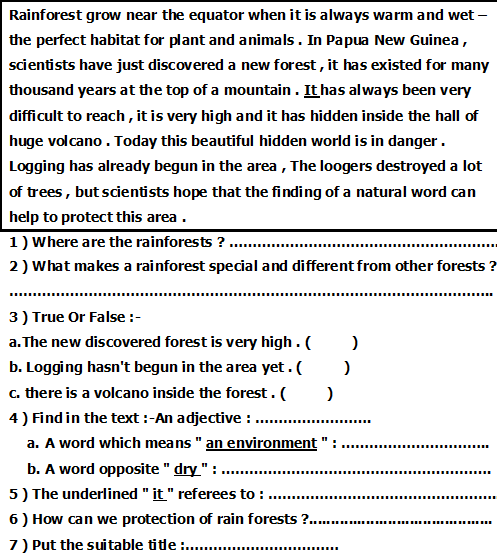 Rainforest grow near the equator when it is always warm and wet –
the perfect habitat for plant and animals . In Papua New Guinea ,
scientists have just discovered a new forest , it has existed for many
thousand years at the top of a mountain . It has always been very
difficult to reach , it is very high and it has hidden inside the hall of
huge volcano . Today this beautiful hidden world is in danger .
Logging has already begun in the area , The loogers destroyed a lot
of trees , but scientists hope that the finding of a natural word can
help to protect this area .
1 ) Where are the rainforests ? ……………………………………………………
2 ) What makes a rainforest special and different from other forests ?
………………………………………………………………………………………………..
3 ) True Or False :-
a.The new discovered forest is very high . ( )
b. Logging hasn't begun in the area yet . ( )
c. there is a volcano inside the forest . ( )
4 ) Find in the text :-An adjective : …………………….
a. A word which means " an environment " : …………………………..
b. A word opposite " dry " : …………………………………………………..
5 ) The underlined " it " referees to : ……………………………………………
6 ) How can we protection of rain forests ?..........................................
7 ) Put the suitable title :…………………………...